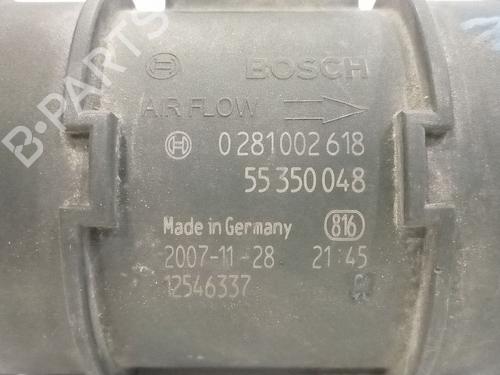 BOSCH
AIR FLOW
0 281 002 618
55 350 048
Made in Germany 816
2007-11-28 21:45
12546337
B-PARTS